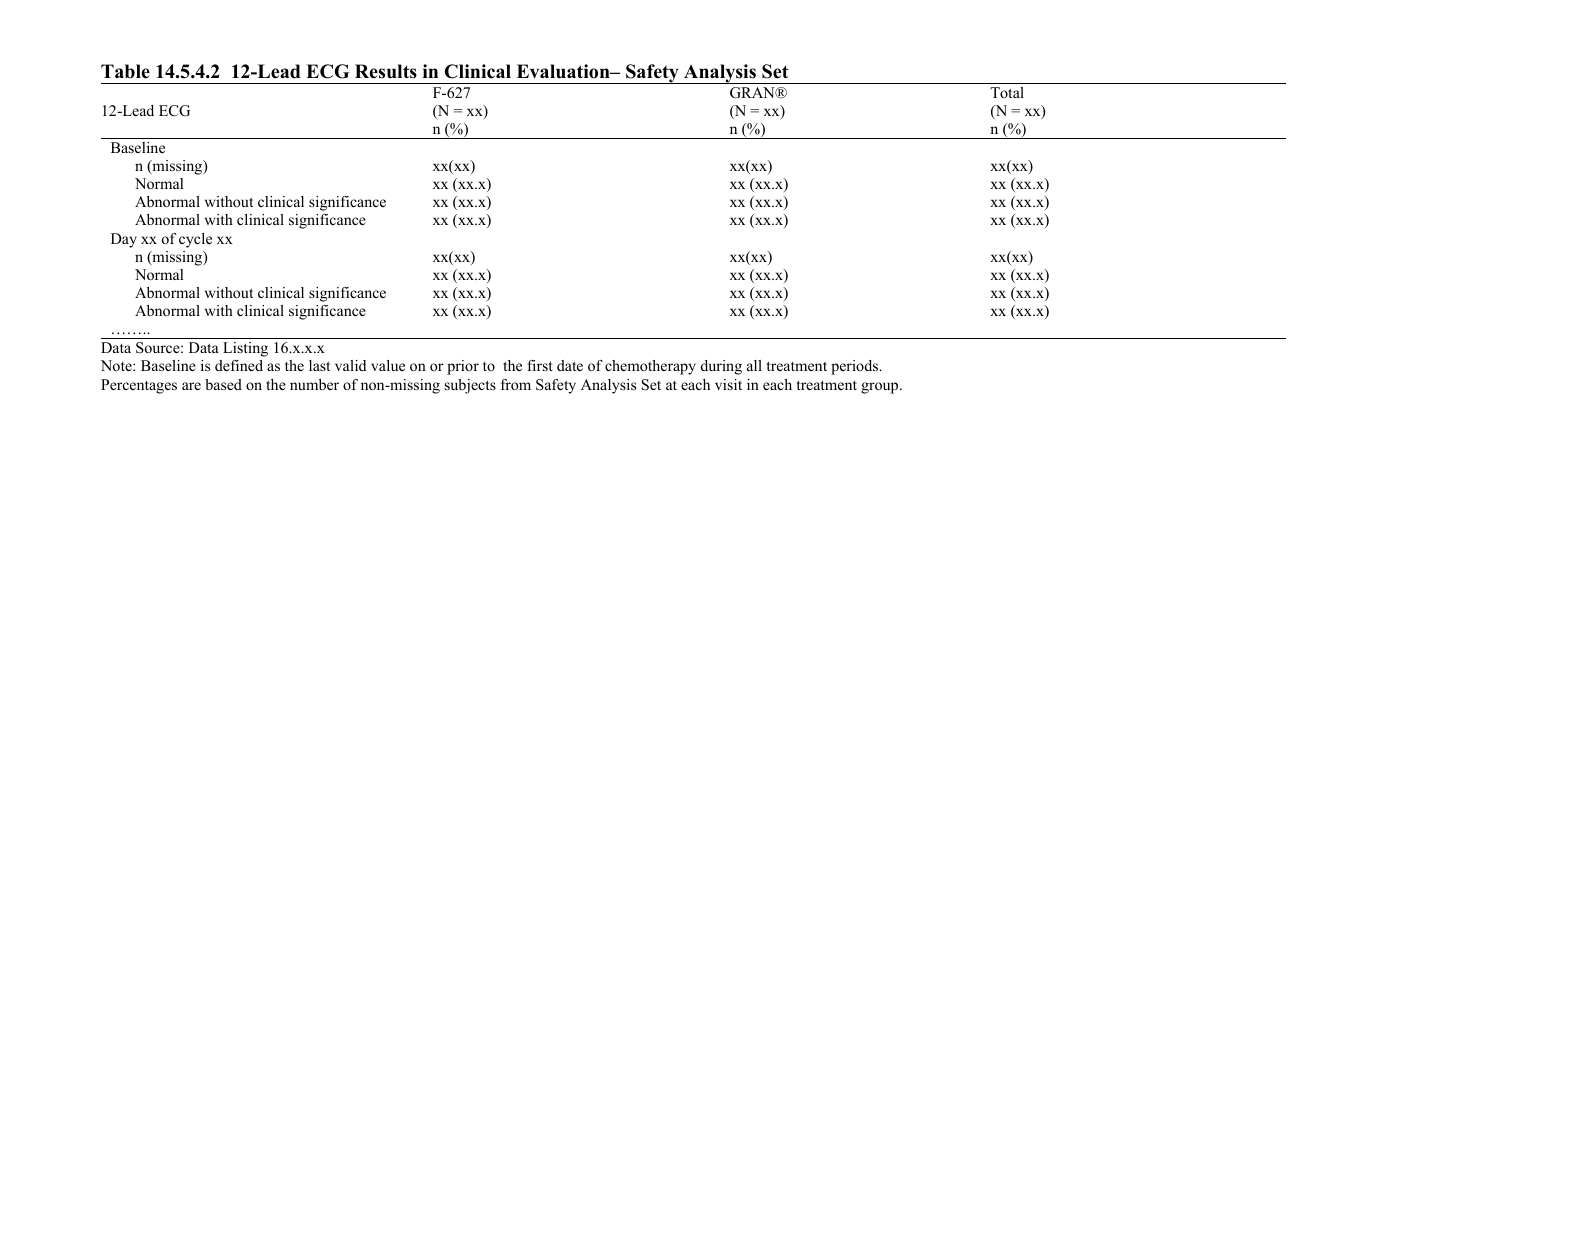 Table 14.5.4.2  12-Lead ECG Results in Clinical Evaluation– Safety Analysis Set
F-627 GRAN® Total
12-Lead ECG (N = xx) (N = xx) (N = xx)
n (%) n (%) n (%)
Baseline
n (missing) xx(xx) xx(xx) xx(xx)
Normal xx (xx.x) xx (xx.x) xx (xx.x)
Abnormal without clinical significance xx (xx.x) xx (xx.x) xx (xx.x)
Abnormal with clinical significance xx (xx.x) xx (xx.x) xx (xx.x)
Day xx of cycle xx
n (missing) xx(xx) xx(xx) xx(xx)
Normal xx (xx.x) xx (xx.x) xx (xx.x)
Abnormal without clinical significance xx (xx.x) xx (xx.x) xx (xx.x)
Abnormal with clinical significance xx (xx.x) xx (xx.x) xx (xx.x)
……..
Data Source: Data Listing 16.x.x.x
Note: Baseline is defined as the last valid value on or prior to  the first date of chemotherapy during all treatment periods.
Percentages are based on the number of non-missing subjects from Safety Analysis Set at each visit in each treatment group.